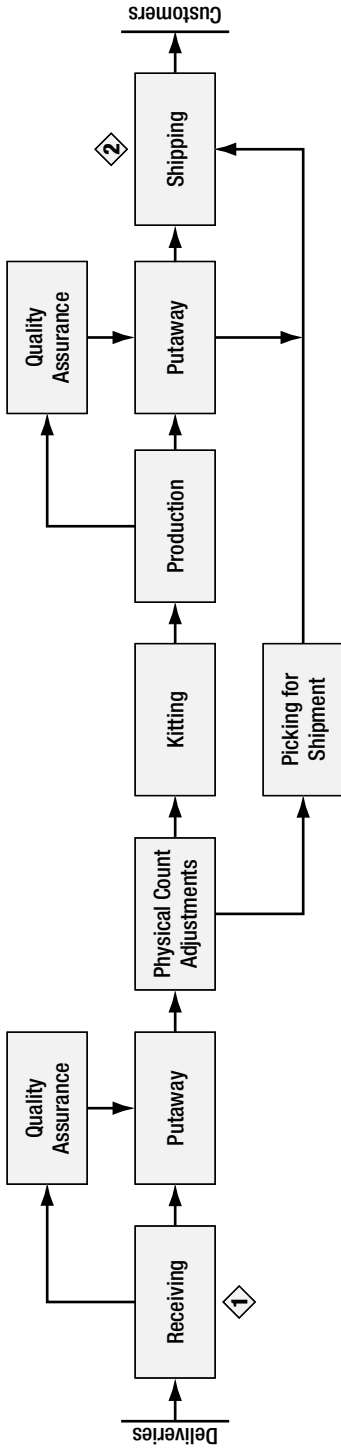 Deliveries
Receiving
1
Quality
Assurance
Putaway
Physical Count
Adjustments
Kitting
Picking for
Shipment
Production
Quality
Assurance
Putaway
Shipping
2
Customers